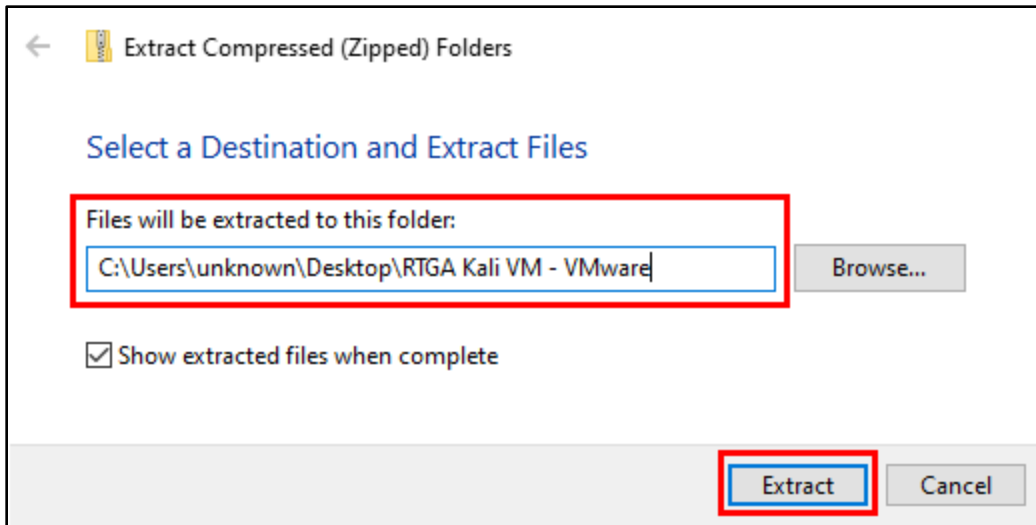 Extract Compressed (Zipped) Folders
Select a Destination and Extract Files
Files will be extracted to this folder:
C:\Users\unknown\Desktop\RTGA Kali VM - VMware
Browse...
Show extracted files when complete
Extract
Cancel